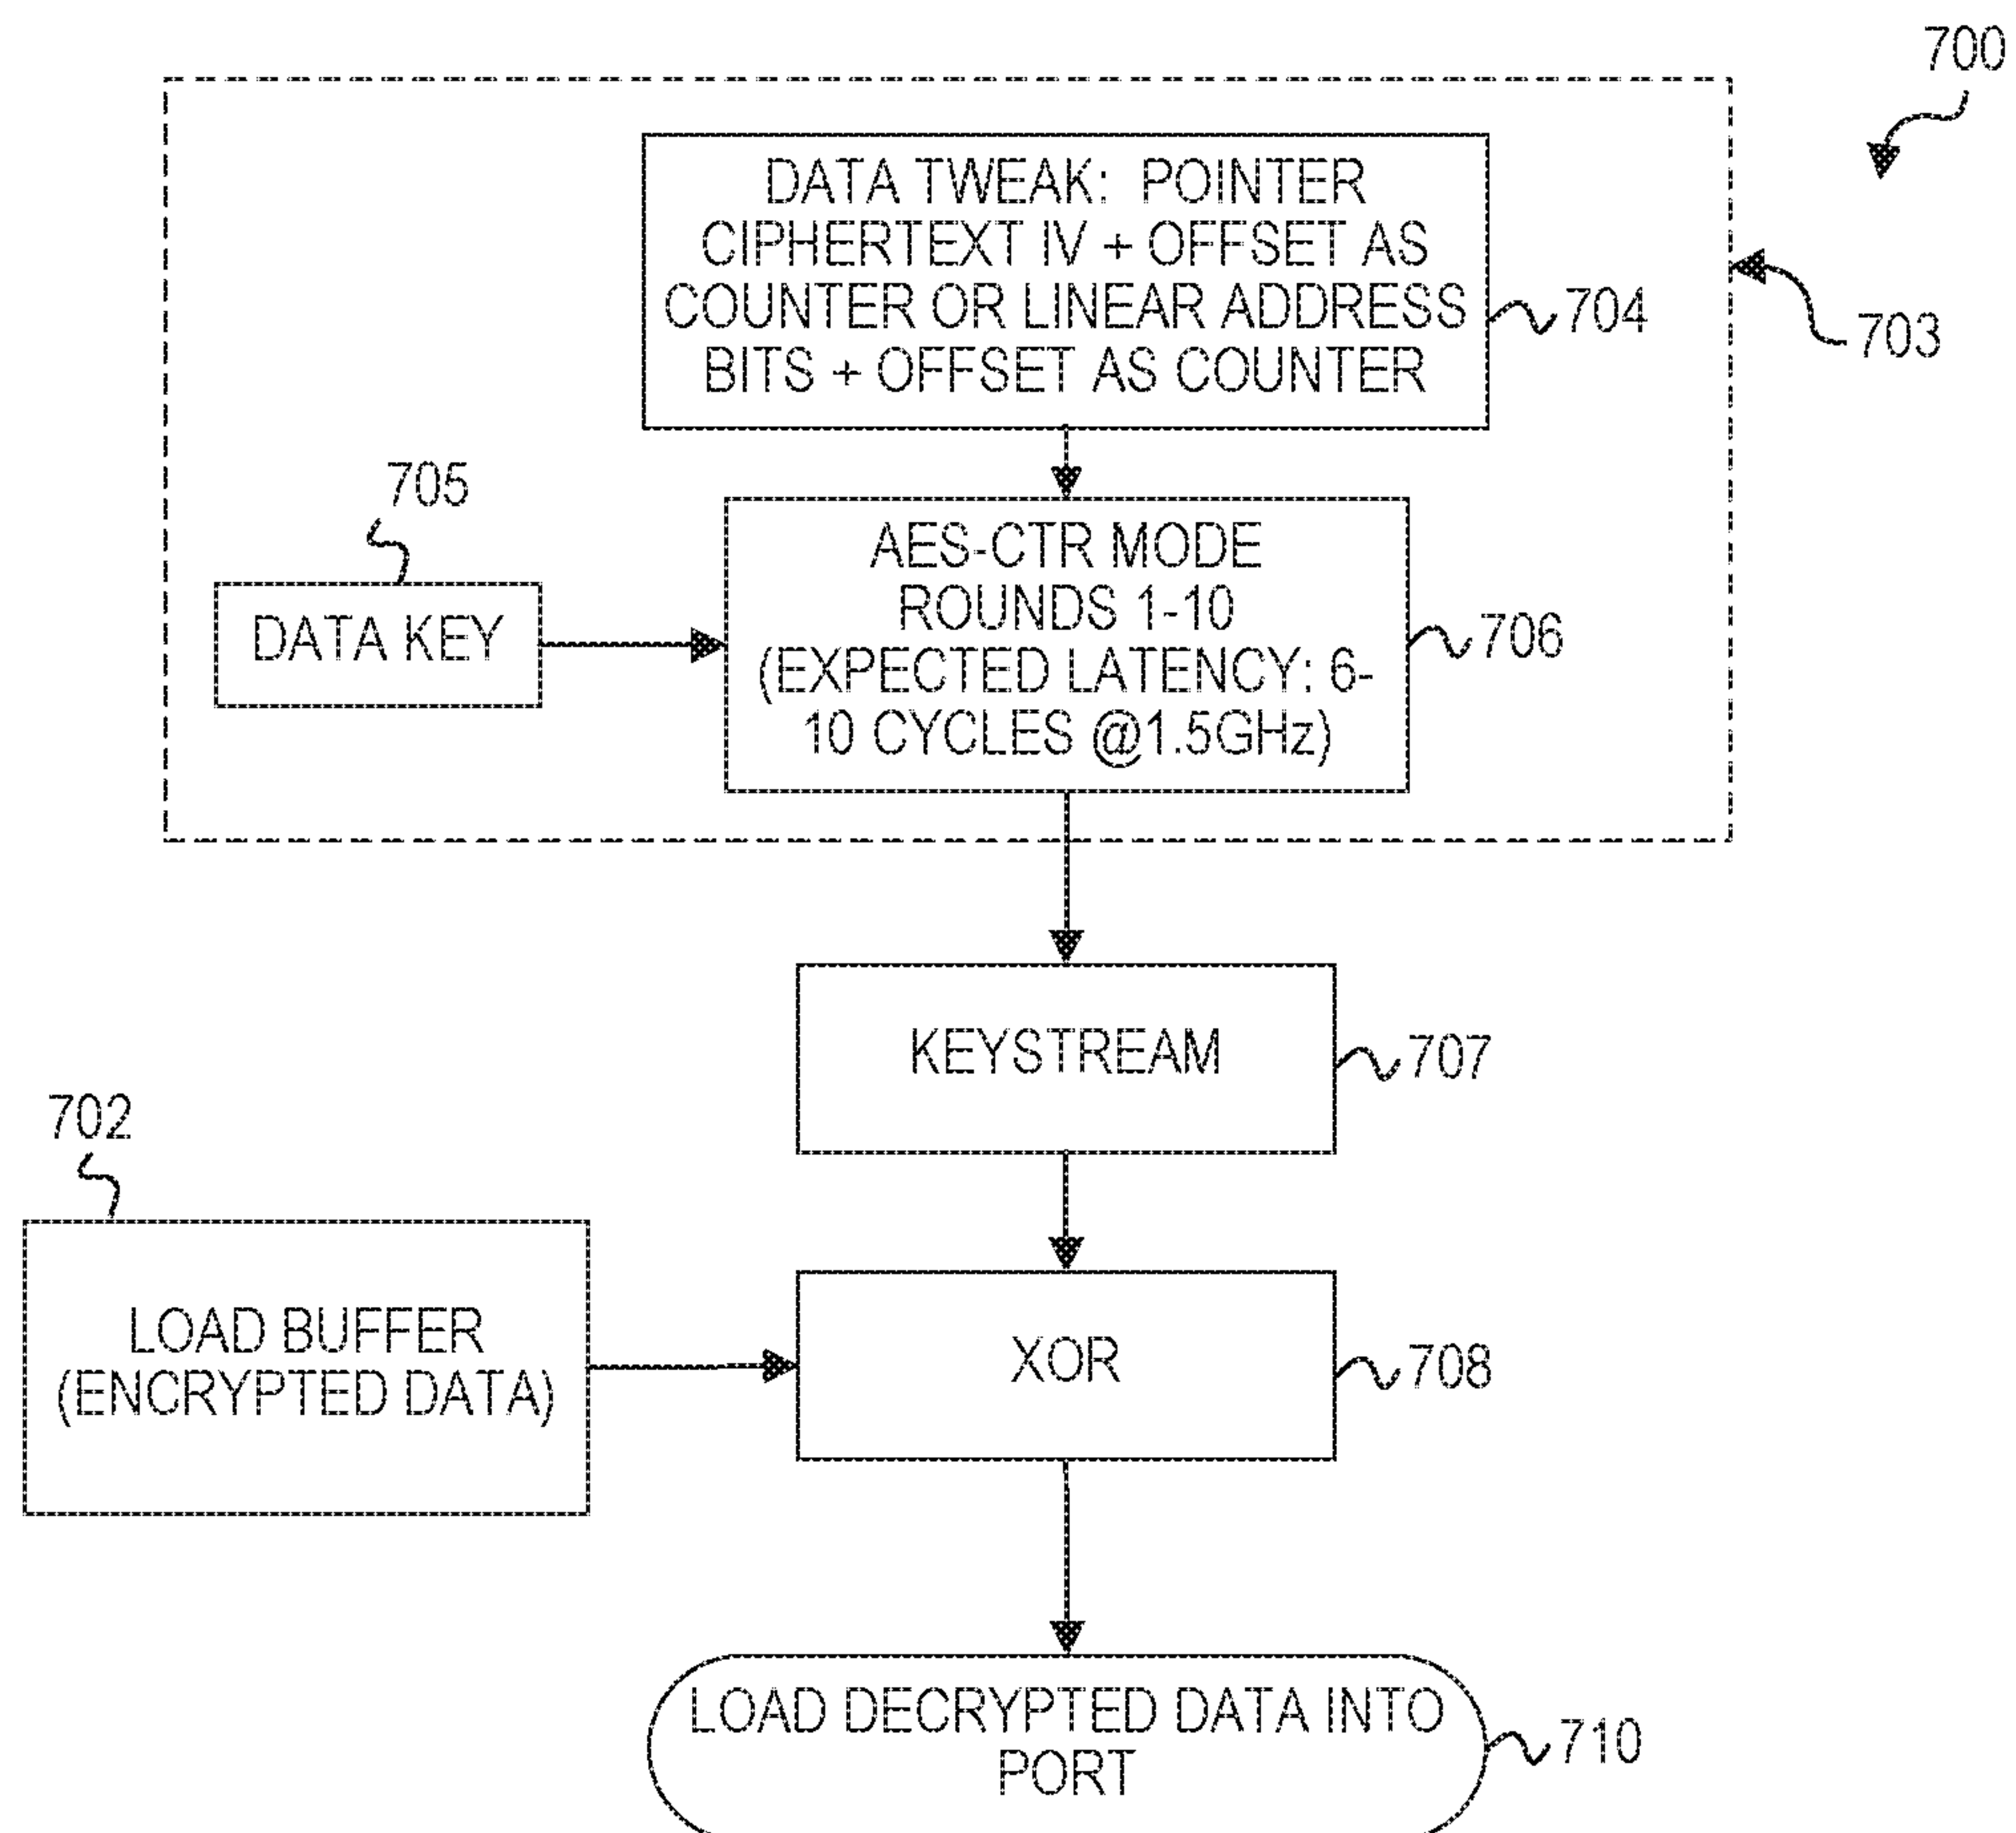 700
DATA TWEAK: POINTER
CIPHERTEXT IV + OFFSET AS
COUNTER OR LINEAR ADDRESS
BITS + OFFSET AS COUNTER
704
703
705
DATA KEY
AES-CTR MODE
ROUNDS 1-10
(EXPECTED LATENCY: 6-
10 CYCLES @1.5GHz)
706
KEYSTREAM
707
702
LOAD BUFFER
(ENCRYPTED DATA)
XOR
708
LOAD DECRYPTED DATA INTO
PORT
710